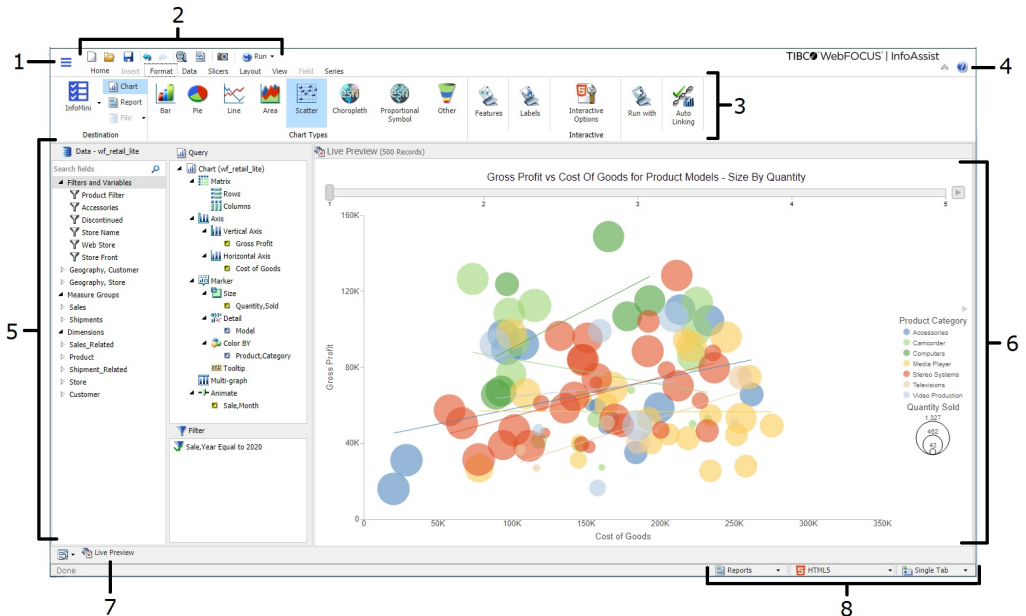 2
1
TIBCO WebFOCUS | InfoAssist
Run
4
Home Insert Format Data Slicers Layout View Field Series
3
Chart
Report
File
InfoMini
Bar
Pie
Line
Area
Scatter
Choropleth
Proportional Symbol
Other
Features
Labels
Interactive Options
Run with
Auto Linking
Destination
Chart Types
Interactive
5
Data - wf_retail_lite
Search fields
Filters and Variables
Product Filter
Accessories
Discontinued
Store Name
Web Store
Store Front
Geography, Customer
Geography, Store
Measure Groups
Sales
Shipments
Dimensions
Sales_Related
Product
Shipment_Related
Store
Customer
Query
Chart (wf_retail_lite)
Matrix
Rows
Columns
Axis
Vertical Axis
Gross Profit
Horizontal Axis
Cost of Goods
Marker
Size
Quantity,Sold
Detail
Model
Color BY
Product,Category
Tooltip
Multi-graph
Animate
Sale,Month
Filter
Sale,Year Equal to 2020
Live Preview (500 Records)
Gross Profit vs Cost Of Goods for Product Models - Size By Quantity
1 2 3 4 5
160K
120K
80K
40K
0
Gross Profit
0 50K 100K 150K 200K 250K 300K 350K
Cost of Goods
Product Category
Accessories
Camcorder
Computers
Media Player
Stereo Systems
Televisions
Video Production
Quantity Sold
1,327
462
43
6
Live Preview
Done
Reports
HTML5
Single Tab
7
8